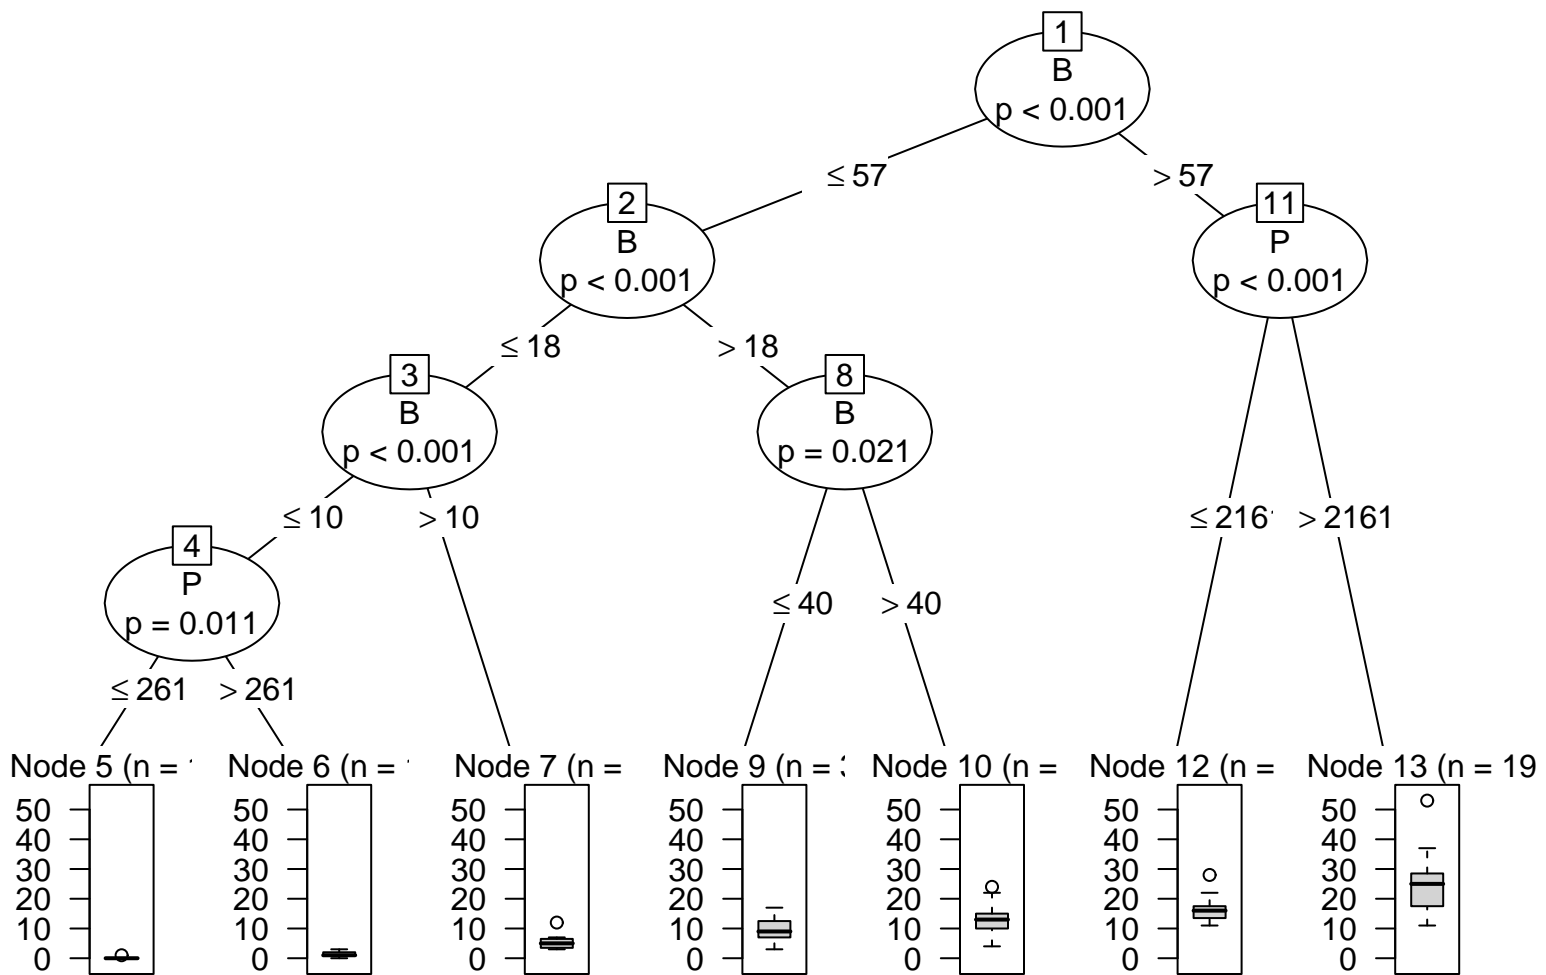 1
B
p < 0.001
≤ 57
> 57
2
B
p < 0.001
11
P
p < 0.001
≤ 18
> 18
3
B
p < 0.001
8
B
p = 0.021
≤ 10
> 10
≤ 216
> 2161
4
P
p = 0.011
≤ 40
> 40
≤ 261
> 261
Node 5 (n =
Node 6 (n =
Node 7 (n =
Node 9 (n =
Node 10 (n =
Node 12 (n =
Node 13 (n = 19
50 50 50 50 50 50 50
40 40 40 40 40 40 40
30 30 30 30 30 30 30
20 20 20 20 20 20 20
10 10 10 10 10 10 10
0 0 0 0 0 0 0